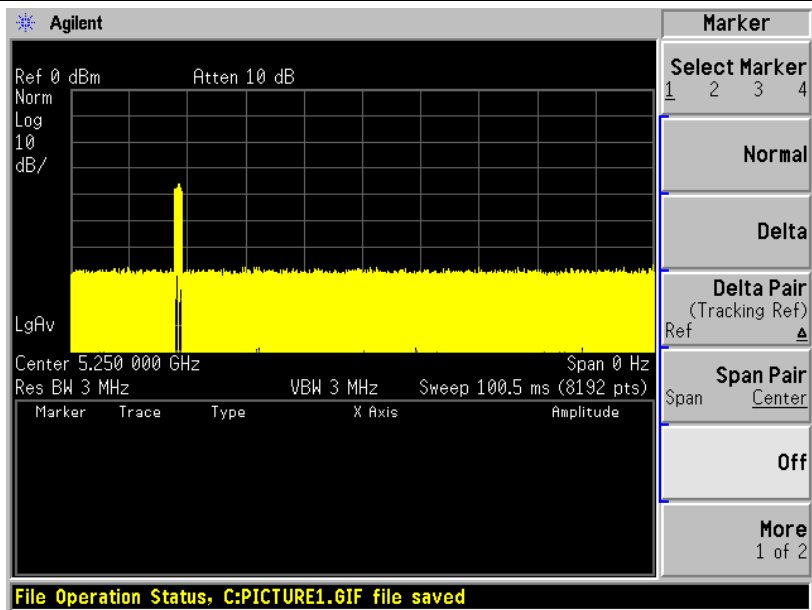 Agilent
Ref 0 dBm Atten 10 dB
Norm
Log
10
dB/
LgAv
Center 5.250 000 GHz Span 0 Hz
Res BW 3 MHz VBW 3 MHz Sweep 100.5 ms (8192 pts)
Marker Trace Type X Axis Amplitude
File Operation Status, C:PICTURE1.GIF file saved
Marker
Select Marker
1 2 3 4
Normal
Delta
Delta Pair
(Tracking Ref)
Ref Δ
Span Pair
Span Center
Off
More
1 of 2